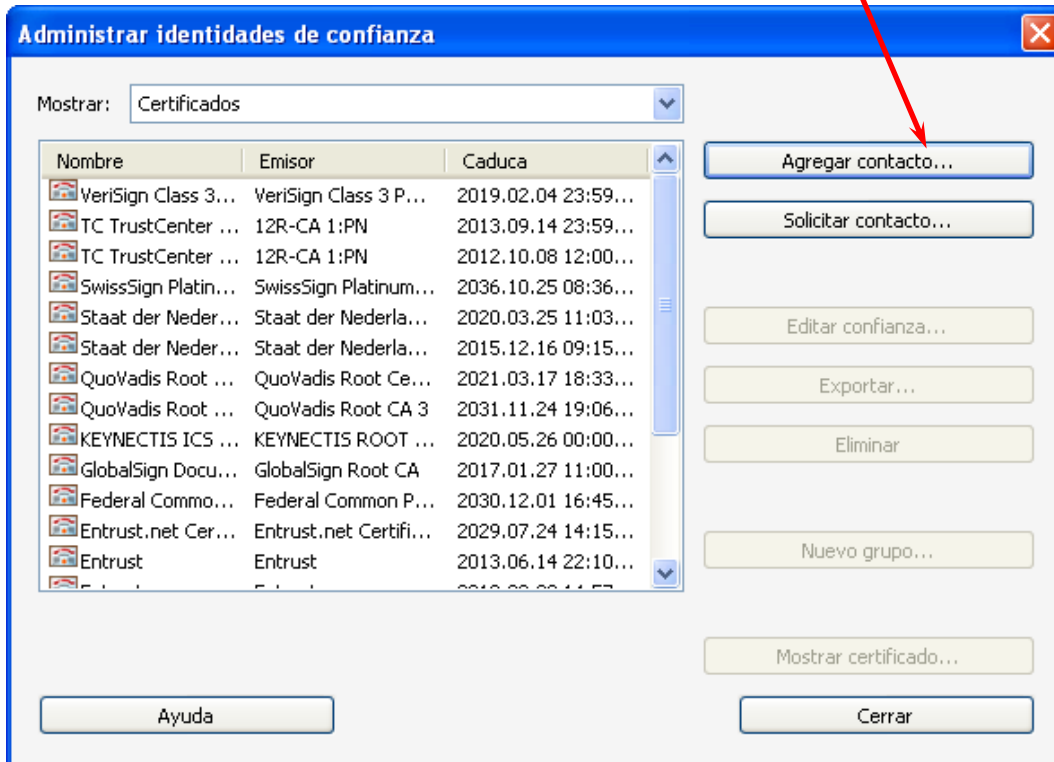 Administrar identidades de confianza
Mostrar: Certificados
Nombre Emisor Caduca
VeriSign Class 3... VeriSign Class 3 P... 2019.02.04 23:59...
TC TrustCenter ... 12R-CA 1:PN 2013.09.14 23:59...
TC TrustCenter ... 12R-CA 1:PN 2012.10.08 12:00...
SwissSign Platin... SwissSign Platinum... 2036.10.25 08:36...
Staat der Neder... Staat der Nederla... 2020.03.25 11:03...
Staat der Neder... Staat der Nederla... 2015.12.16 09:15...
QuoVadis Root ... QuoVadis Root Ce... 2021.03.17 18:33...
QuoVadis Root ... QuoVadis Root CA 3 2031.11.24 19:06...
KEYNECTIS ICS ... KEYNECTIS ROOT ... 2020.05.26 00:00...
GlobalSign Docu... GlobalSign Root CA 2017.01.27 11:00...
Federal Commo... Federal Common P... 2030.12.01 16:45...
Entrust.net Cer... Entrust.net Certifi... 2029.07.24 14:15...
Entrust Entrust 2013.06.14 22:10...
Agregar contacto...
Solicitar contacto...
Editar confianza...
Exportar...
Eliminar
Nuevo grupo...
Mostrar certificado...
Ayuda
Cerrar